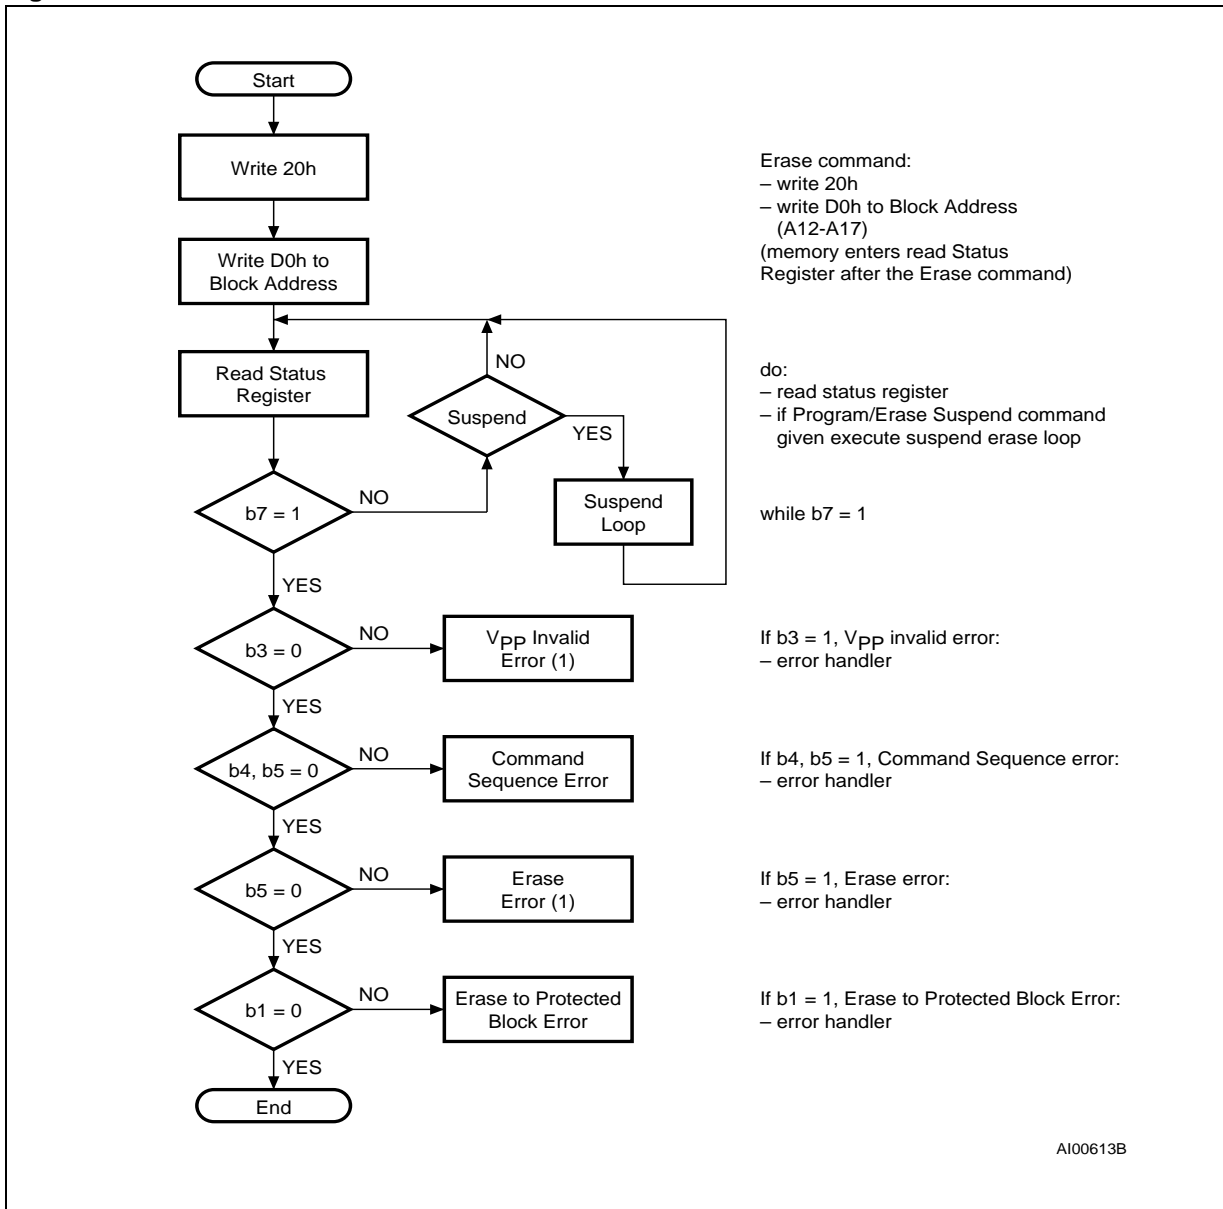 Start
Write 20h
Erase command:
– write 20h
– write D0h to Block Address
(A12-A17)
(memory enters read Status
Register after the Erase command)
Write D0h to
Block Address
NO
Read Status
Register
Suspend
YES
do:
– read status register
– if Program/Erase Suspend command
given execute suspend erase loop
NO
b7 = 1
Suspend
Loop
while b7 = 1
YES
NO
b3 = 0
VPP Invalid
Error (1)
If b3 = 1, VPP invalid error:
– error handler
YES
NO
b4, b5 = 0
Command
Sequence Error
If b4, b5 = 1, Command Sequence error:
– error handler
YES
NO
b5 = 0
Erase
Error (1)
If b5 = 1, Erase error:
– error handler
YES
NO
b1 = 0
Erase to Protected
Block Error
If b1 = 1, Erase to Protected Block Error:
– error handler
YES
End
AI00613B